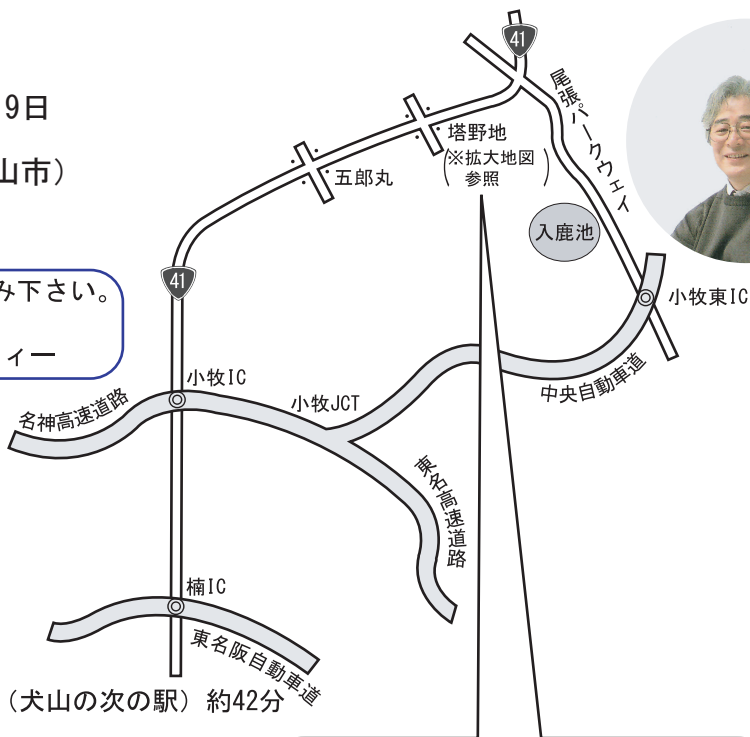 9日
山市）
み下さい。
ィー
41
尾張パークウェイ
塔野地
（※拡大地図
参照）
五郎丸
入鹿池
41
小牧東IC
小牧IC
小牧JCT
中央自動車道
名神高速道路
東名高速道路
楠IC
東名阪自動車道
（犬山の次の駅）約42分